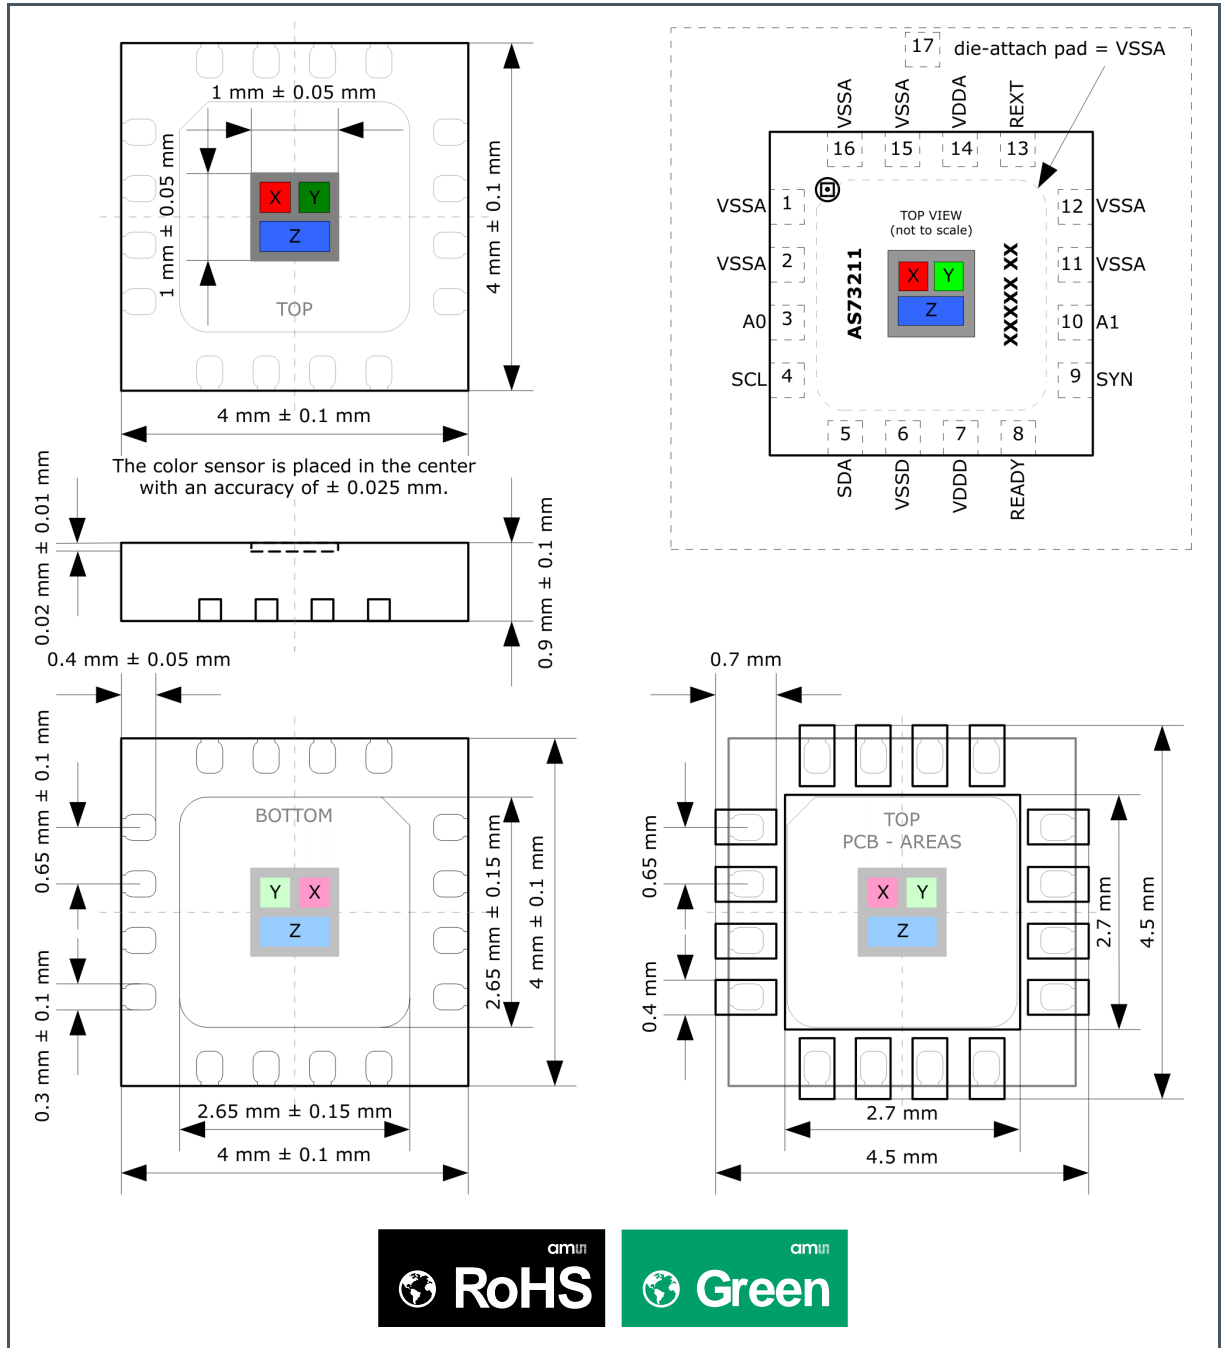 1 mm ± 0.05 mm
1 mm ± 0.05 mm
X
Y
Z
TOP
4 mm ± 0.1 mm
4 mm ± 0.1 mm
The color sensor is placed in the center
with an accuracy of ± 0.025 mm.
17 die-attach pad = VSSA
VSSA
VSSA
VDDA
REXT
16
15
14
13
VSSA 1
VSSA 2
A0 3
SCL 4
12 VSSA
11 VSSA
10 A1
9 SYN
TOP VIEW
(not to scale)
AS73211
X
Y
Z
XXXXX XX
5
6
7
8
SDA
VSSD
VDDD
READY
0.02 mm ± 0.01 mm
0.9 mm ± 0.1 mm
0.4 mm ± 0.05 mm
0.65 mm ± 0.1 mm
0.3 mm ± 0.1 mm
BOTTOM
Y
X
Z
2.65 mm ± 0.15 mm
4 mm ± 0.1 mm
2.65 mm ± 0.15 mm
4 mm ± 0.1 mm
0.7 mm
0.65 mm
0.4 mm
TOP
PCB - AREAS
X
Y
Z
2.7 mm
4.5 mm
2.7 mm
4.5 mm
amu
RoHS
amu
Green